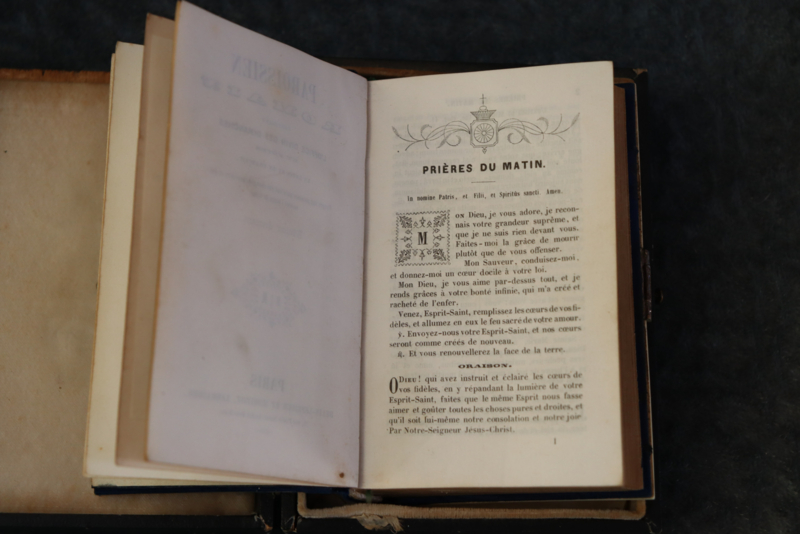 PRIÈRES DU MATIN.
In nomine Patris, et Filii, et Spiritûs sancti. Amen.
MON Dieu, je vous adore, je recon-
nais votre grandeur suprême, et
que je ne suis rien devant vous.
Faites-moi la grâce de mourir
plutôt que de vous offenser.
Mon Sauveur, conduisez-moi,
et donnez-moi un cœur docile à votre loi.
Mon Dieu, je vous aime par-dessus tout, et je
rends grâces à votre bonté infinie, qui m'a créé et
racheté de l'enfer.
Venez, Esprit-Saint, remplissez les cœurs de vos fi-
dèles, et allumez en eux le feu sacré de votre amour.
℣. Envoyez-nous votre Esprit-Saint, et nos cœurs
seront comme créés de nouveau.
℟. Et vous renouvellerez la face de la terre.
ORAISON.
O DIEU! qui avez instruit et éclairé les cœurs de
vos fidèles, en y répandant la lumière de votre
Esprit-Saint, faites que le même Esprit nous fasse
aimer et goûter toutes les choses pures et droites, et
qu'il soit lui-même notre consolation et notre joie.
Par Notre-Seigneur Jésus-Christ.
1
PAROISSIEN
PARIS